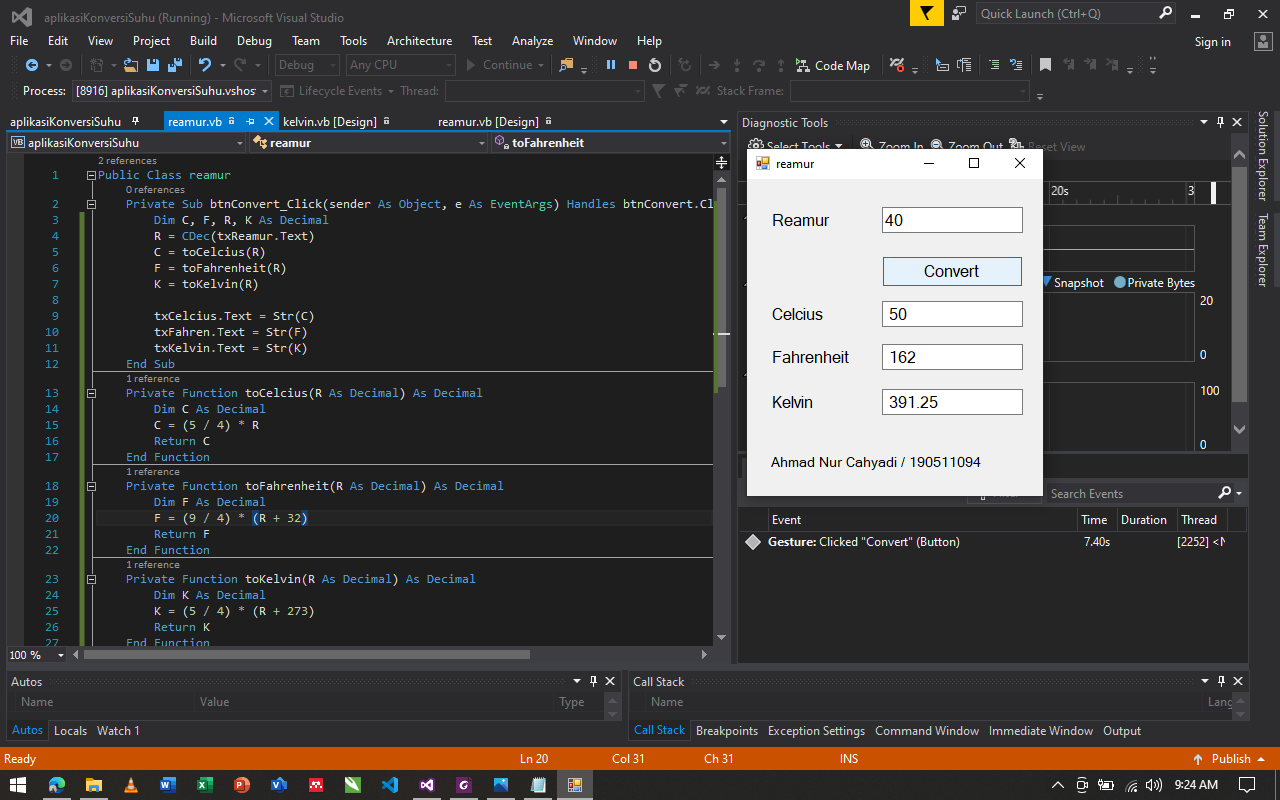 aplikasiKonversiSuhu (Running) - Microsoft Visual Studio
Quick Launch (Ctrl+Q)
File Edit View Project Build Debug Team Tools Architecture Test Analyze Window Help
Sign in
Debug Any CPU Continue Code Map
Process: [8916] aplikasiKonversiSuhu.vshos Lifecycle Events Thread: Stack Frame:
aplikasiKonversiSuhu reamur.vb kelvin.vb [Design] reamur.vb [Design]
VB aplikasiKonversiSuhu reamur toFahrenheit
2 references
1 Public Class reamur
0 references
2 Private Sub btnConvert_Click(sender As Object, e As EventArgs) Handles btnConvert.Cl
3 Dim C, F, R, K As Decimal
4 R = CDec(txReamur.Text)
5 C = toCelcius(R)
6 F = toFahrenheit(R)
7 K = toKelvin(R)
8
9 txCelcius.Text = Str(C)
10 txFahren.Text = Str(F)
11 txKelvin.Text = Str(K)
12 End Sub
1 reference
13 Private Function toCelcius(R As Decimal) As Decimal
14 Dim C As Decimal
15 C = (5 / 4) * R
16 Return C
17 End Function
1 reference
18 Private Function toFahrenheit(R As Decimal) As Decimal
19 Dim F As Decimal
20 F = (9 / 4) * (R + 32)
21 Return F
22 End Function
1 reference
23 Private Function toKelvin(R As Decimal) As Decimal
24 Dim K As Decimal
25 K = (5 / 4) * (R + 273)
26 Return K
27 End Function
100 %
Diagnostic Tools
Select Tools Zoom In Zoom Out Reset View
20s 3
Snapshot Private Bytes
20
0
100
0
reamur
Reamur 40
Convert
Celcius 50
Fahrenheit 162
Kelvin 391.25
Ahmad Nur Cahyadi / 190511094
Search Events
Event Time Duration Thread
Gesture: Clicked "Convert" (Button) 7.40s [2252] <N
Solution Explorer
Team Explorer
Autos
Name Value Type
Autos Locals Watch 1
Call Stack
Name Lang
Call Stack Breakpoints Exception Settings Command Window Immediate Window Output
Ready Ln 20 Col 31 Ch 31 INS Publish
9:24 AM